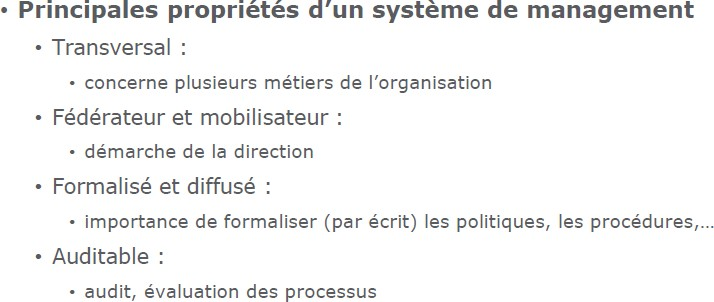 • Principales propriétés d’un système de management
• Transversal :
• concerne plusieurs métiers de l’organisation
• Fédérateur et mobilisateur :
• démarche de la direction
• Formalisé et diffusé :
• importance de formaliser (par écrit) les politiques, les procédures,…
• Auditable :
• audit, évaluation des processus